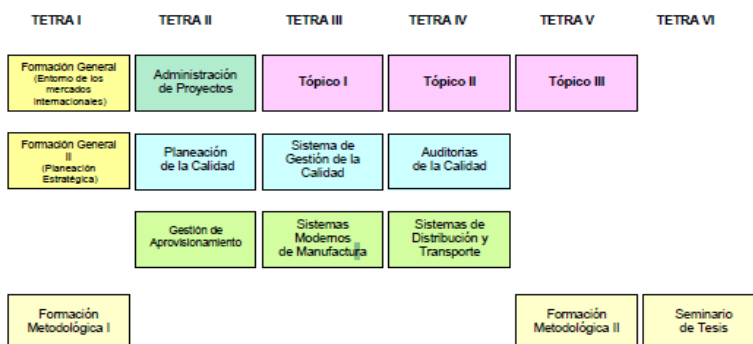 TETRA I TETRA II TETRA III TETRA IV TETRA V TETRA VI
Formación General
(Entorno de los
mercados
internacionales)
Administración
de Proyectos
Tópico I
Tópico II
Tópico III
Formación General
II
(Planeación
Estratégica)
Planeación
de la Calidad
Sistema de
Gestión de la
Calidad
Auditorias
de la Calidad
Gestión de
Aprovisionamiento
Sistemas
Modernos
de Manufactura
Sistemas de
Distribución y
Transporte
Formación
Metodológica I
Formación
Metodológica II
Seminario
de Tesis